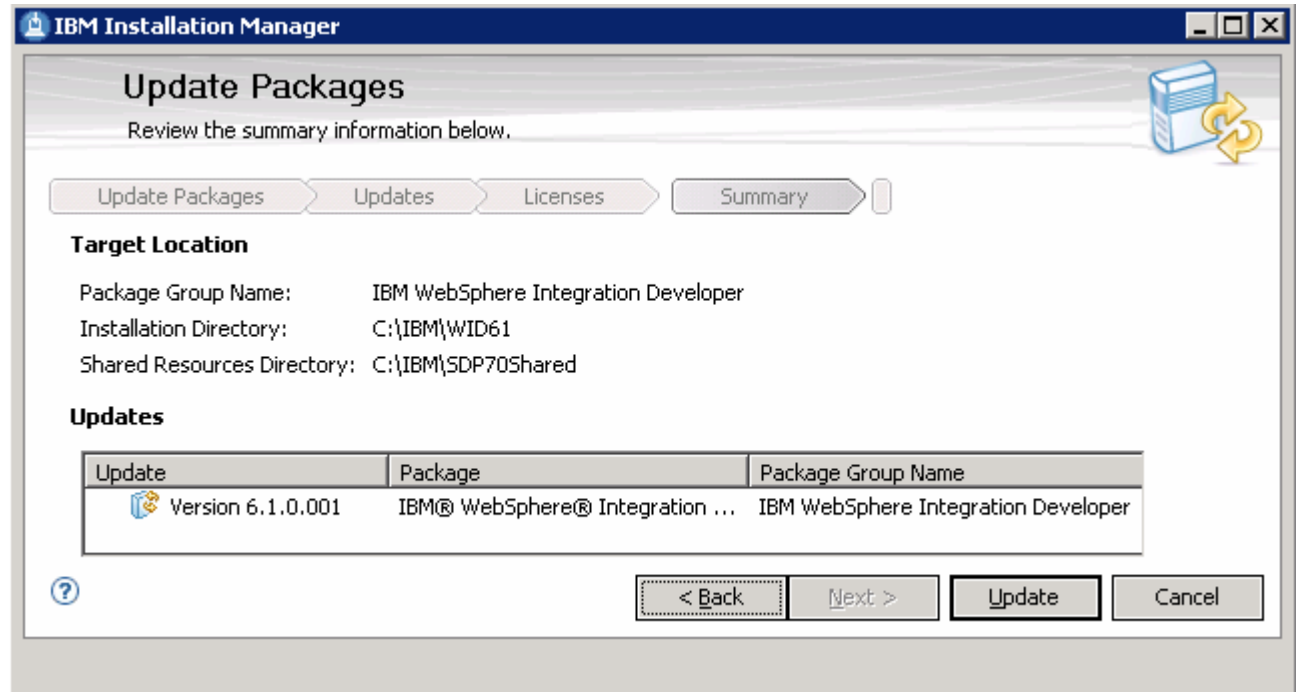 IBM Installation Manager
Update Packages
Review the summary information below.
Update Packages Updates Licenses Summary
Target Location
Package Group Name: IBM WebSphere Integration Developer
Installation Directory: C:\IBM\WID61
Shared Resources Directory: C:\IBM\SDP70Shared
Updates
Update Package Package Group Name
Version 6.1.0.001 IBM® WebSphere® Integration ... IBM WebSphere Integration Developer
? < Back Next > Update Cancel